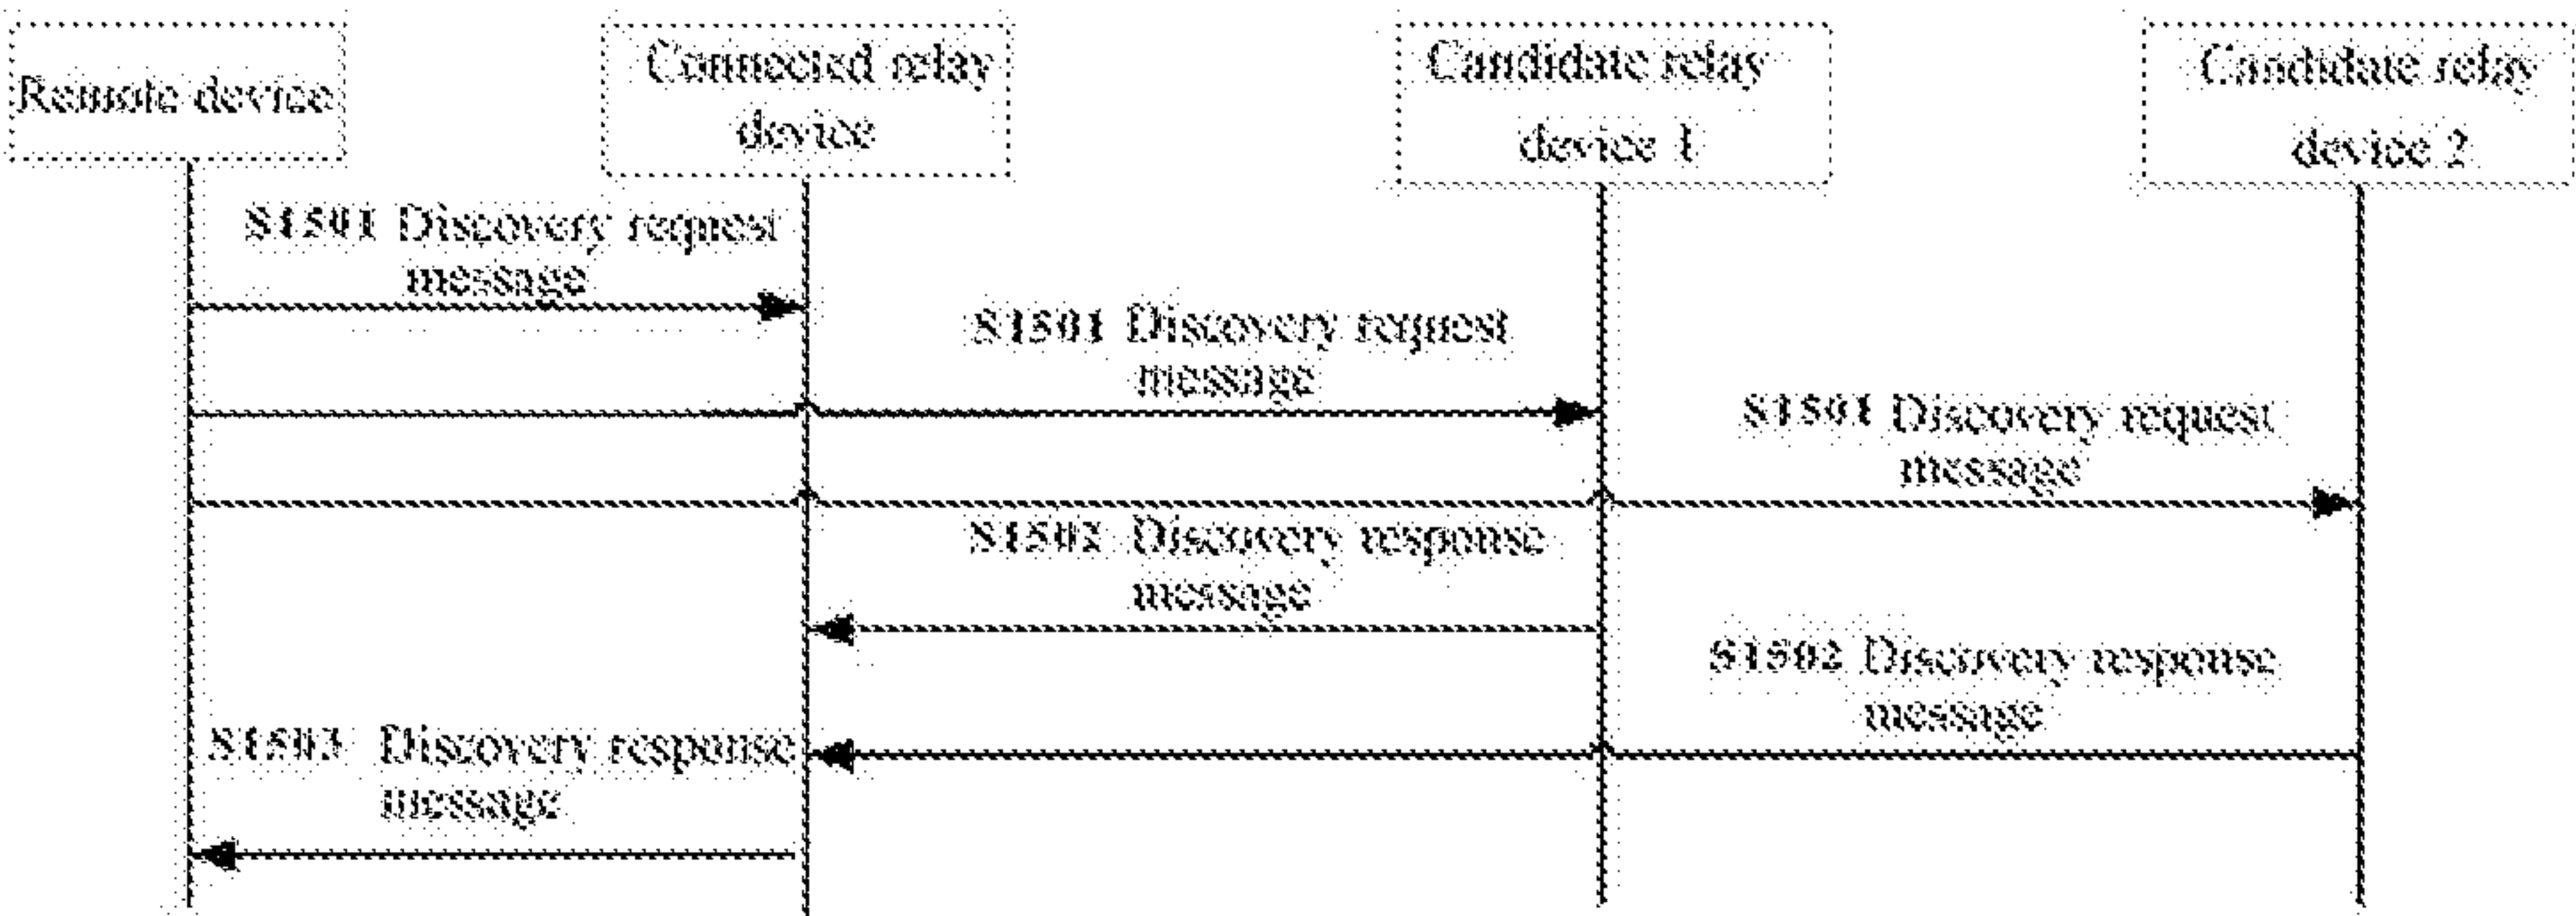 Remote device
Connected relay
device
Candidate relay
device 1
Candidate relay
device 2
S1501 Discovery request
message
S1501 Discovery request
message
S1501 Discovery request
message
S1502 Discovery response
message
S1502 Discovery response
message
S1503 Discovery response
message